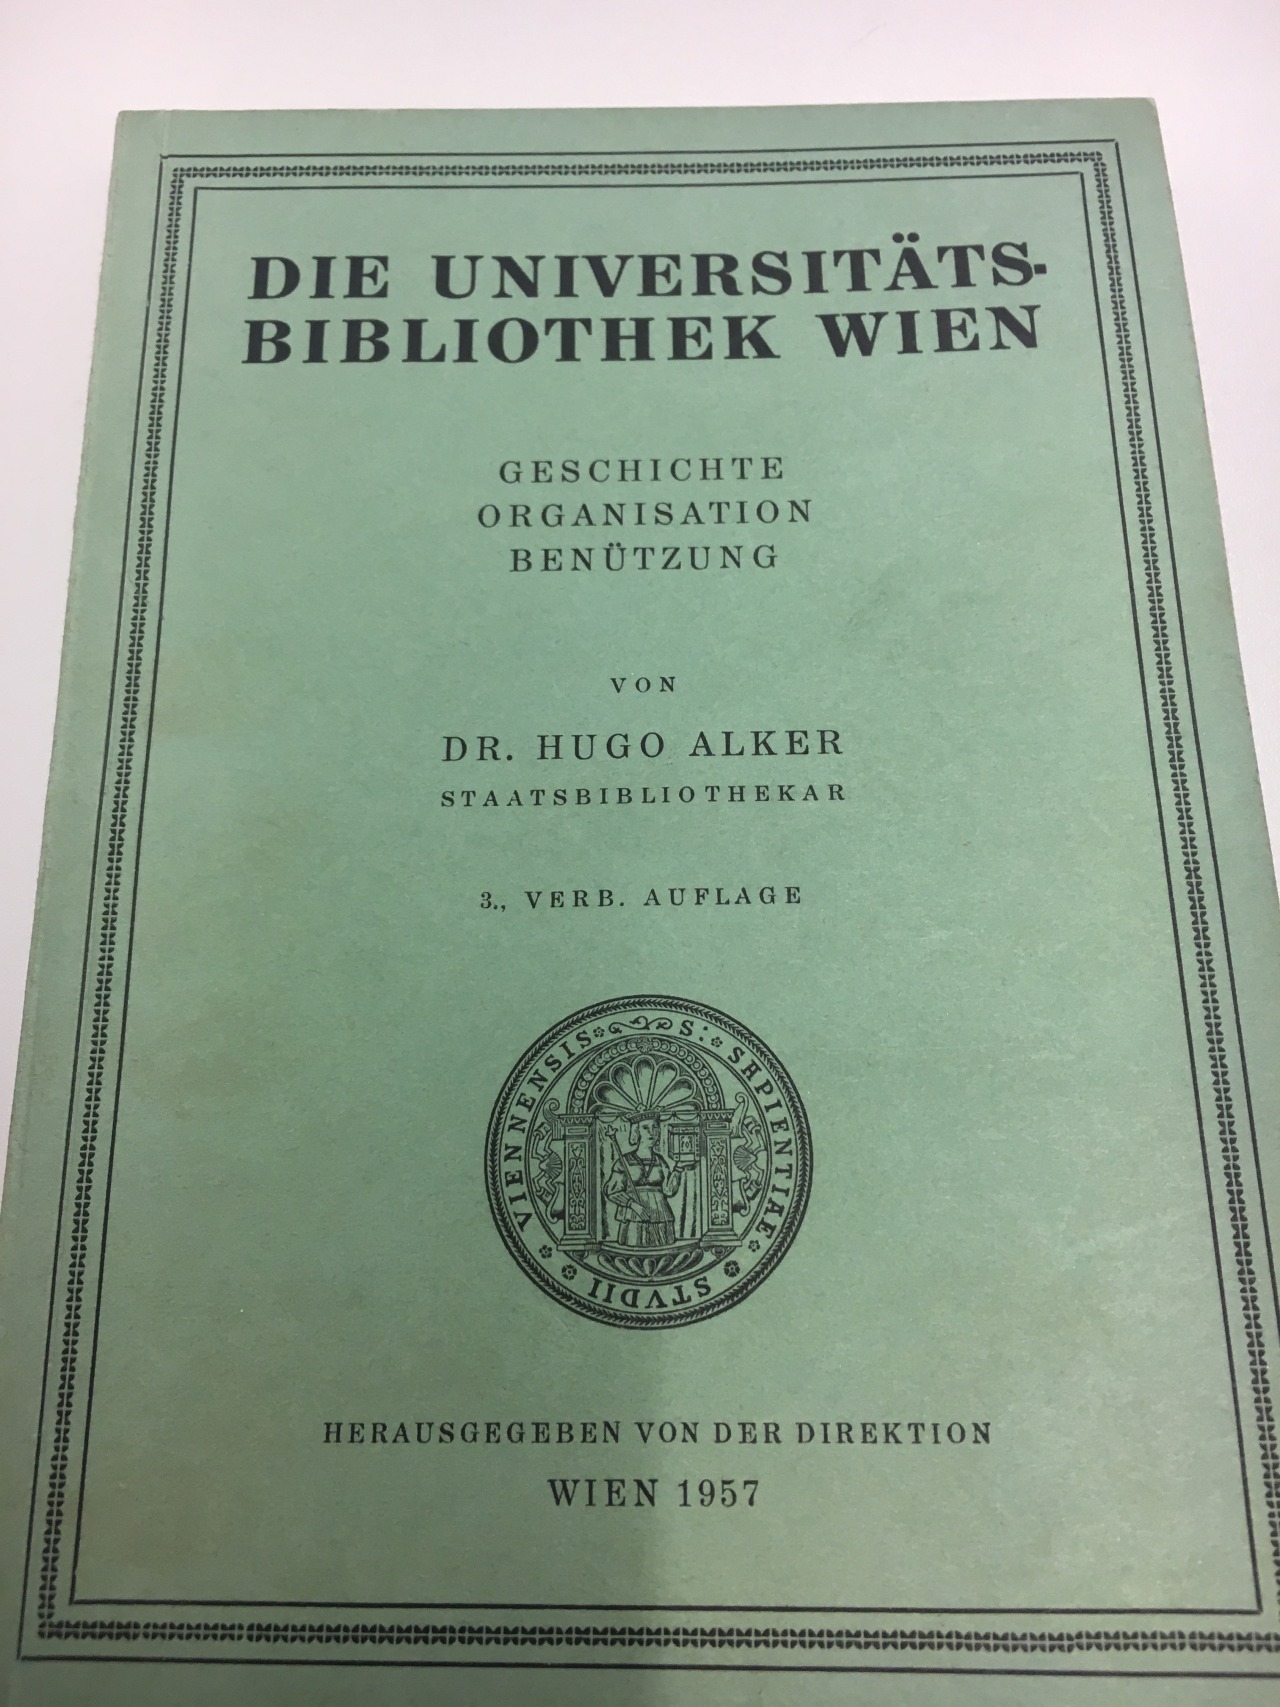 DIE UNIVERSITÄTS-
BIBLIOTHEK WIEN
GESCHICHTE
ORGANISATION
BENÜTZUNG
VON
DR. HUGO ALKER
STAATSBIBLIOTHEKAR
3., VERB. AUFLAGE
S: SAPIENTIAE STVDII VIENNENSIS
HERAUSGEGEBEN VON DER DIREKTION
WIEN 1957